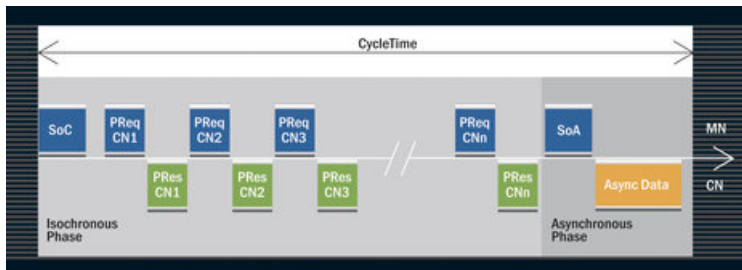 CycleTime
SoC
PReq
CN1
PReq
CN2
PReq
CN3
PReq
CNn
SoA
MN
PRes
CN1
PRes
CN2
PRes
CN3
PRes
CNn
Async Data
CN
Isochronous
Phase
Asynchronous
Phase